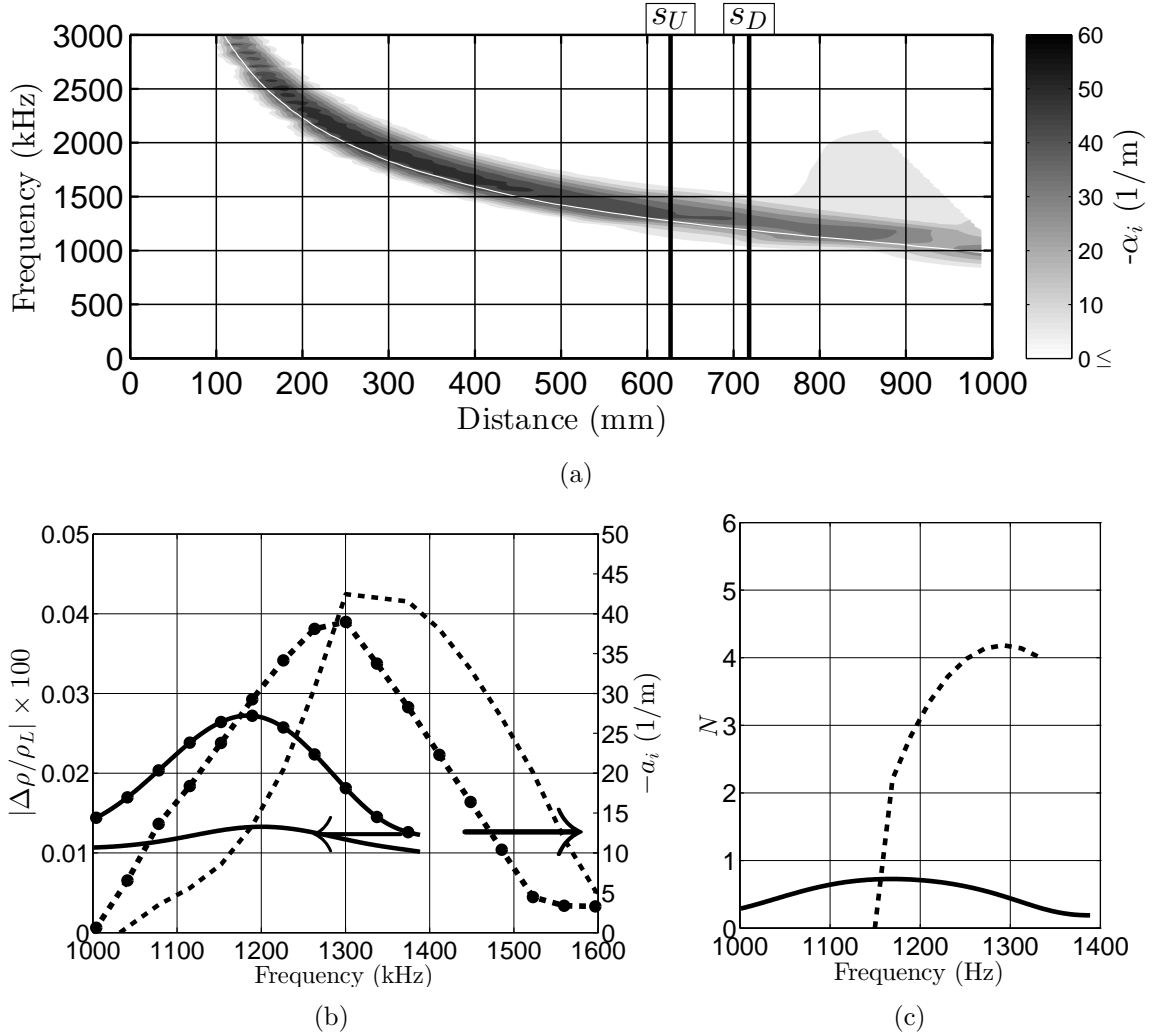 s_U s_D
3000
2500
2000
1500
1000
500
0
Frequency (kHz)
0 100 200 300 400 500 600 700 800 900 1000
Distance (mm)
60
50
40
30
20
10
0 ≤
-α_i (1/m)
(a)
0.05
0.04
0.03
0.02
0.01
0
|Δρ/ρ_L| × 100
50
45
40
35
30
25
20
15
10
5
0
−a_i (1/m)
1000 1100 1200 1300 1400 1500 1600
Frequency (kHz)
(b)
6
5
4
3
2
1
0
N
1000 1100 1200 1300 1400
Frequency (Hz)
(c)